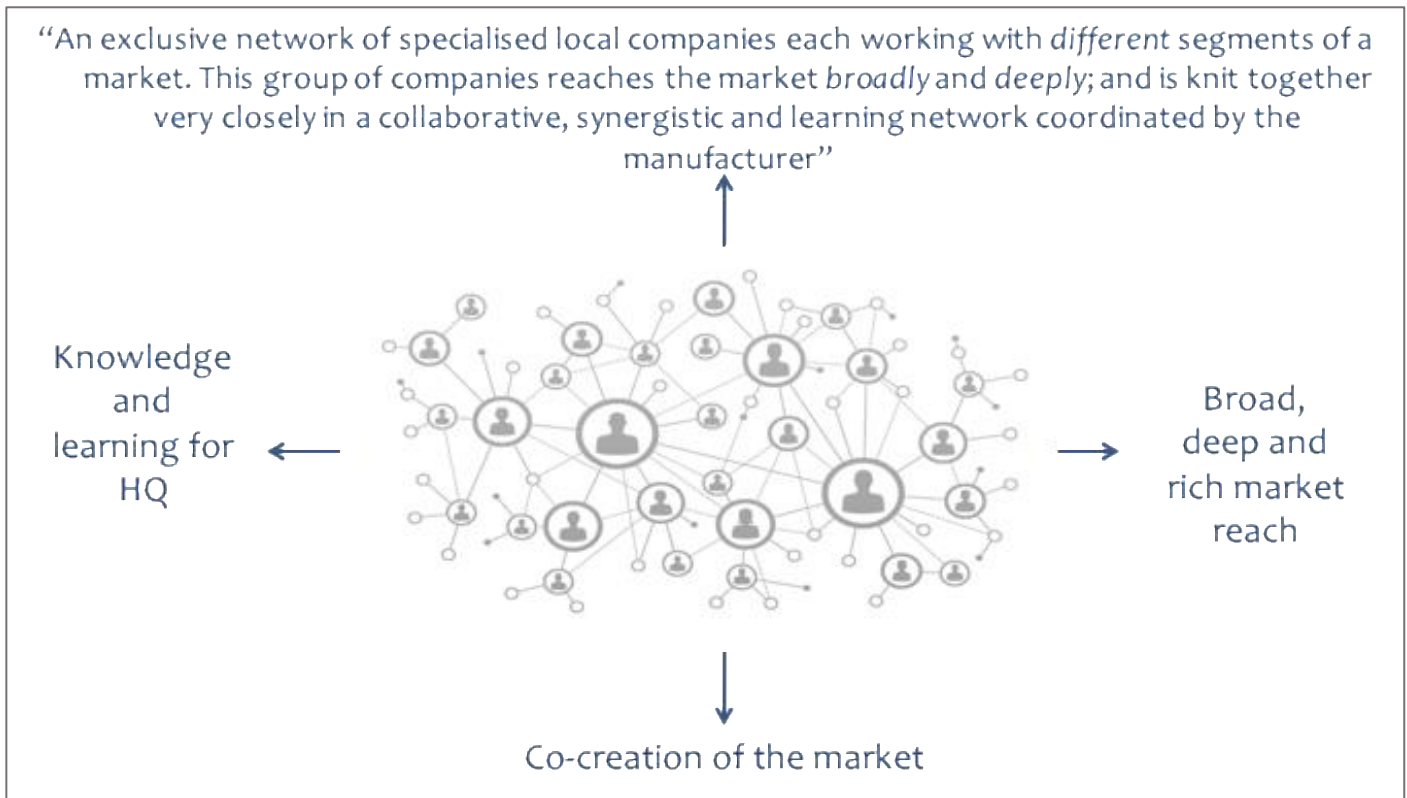 “An exclusive network of specialised local companies each working with different segments of a
market. This group of companies reaches the market broadly and deeply; and is knit together
very closely in a collaborative, synergistic and learning network coordinated by the
manufacturer”
Knowledge
and
learning for
HQ
Broad,
deep and
rich market
reach
Co-creation of the market